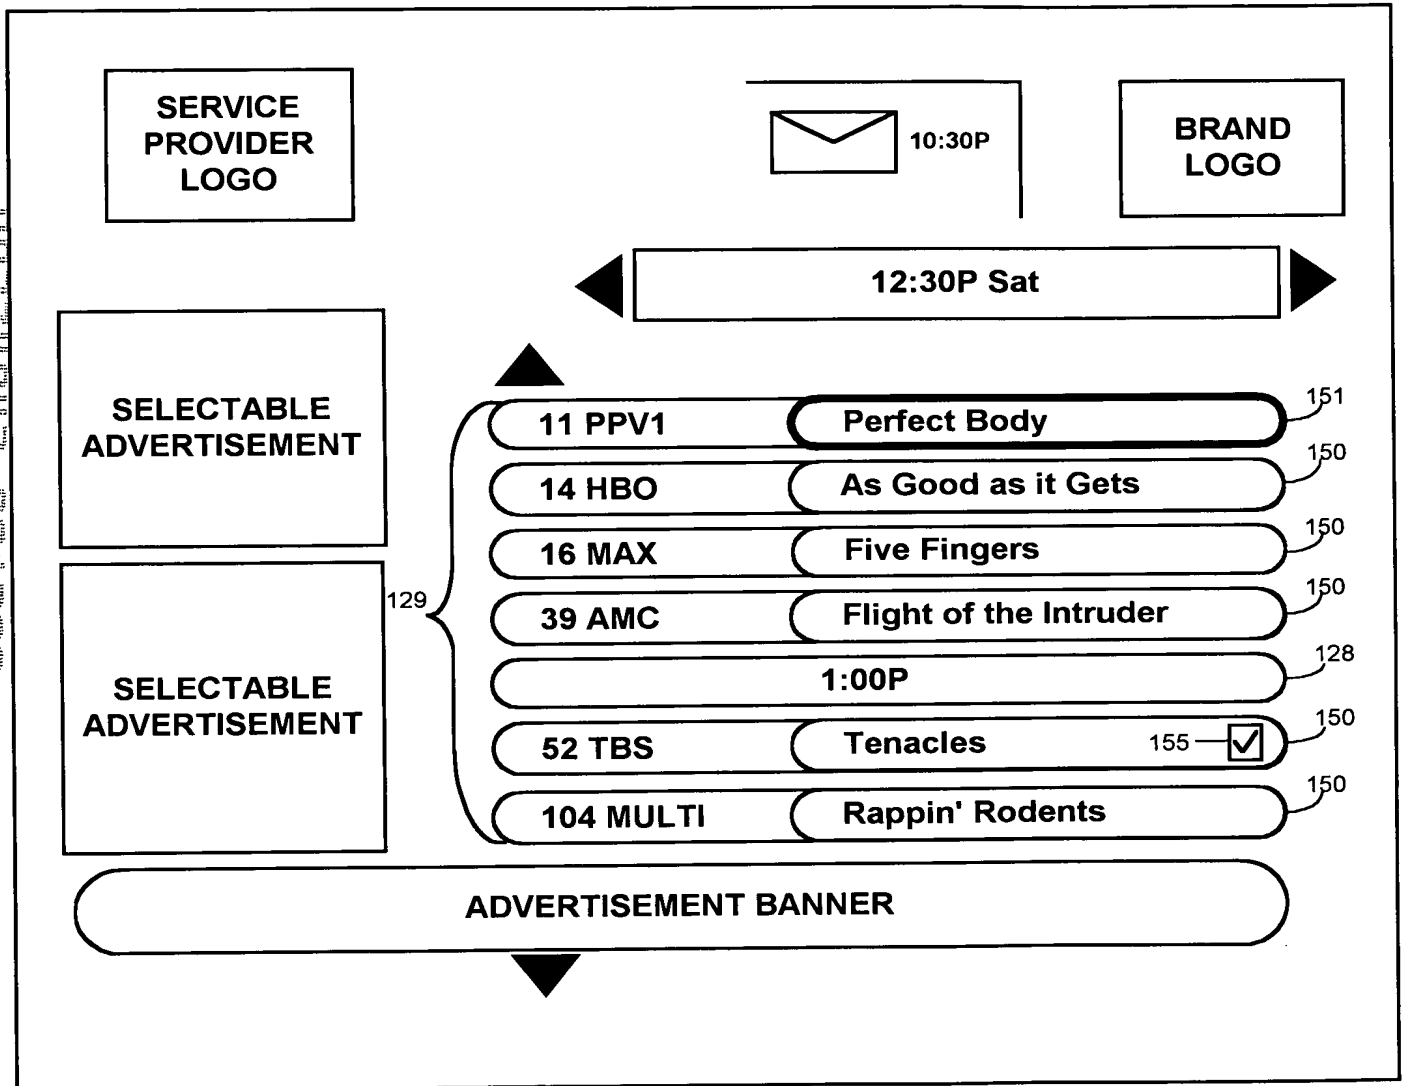 SERVICE
PROVIDER
LOGO
10:30P
BRAND
LOGO
12:30P Sat
SELECTABLE
ADVERTISEMENT
SELECTABLE
ADVERTISEMENT
129
11 PPV1 Perfect Body 151
14 HBO As Good as it Gets 150
16 MAX Five Fingers 150
39 AMC Flight of the Intruder 150
1:00P 128
52 TBS Tenacles 155 150
104 MULTI Rappin' Rodents 150
ADVERTISEMENT BANNER